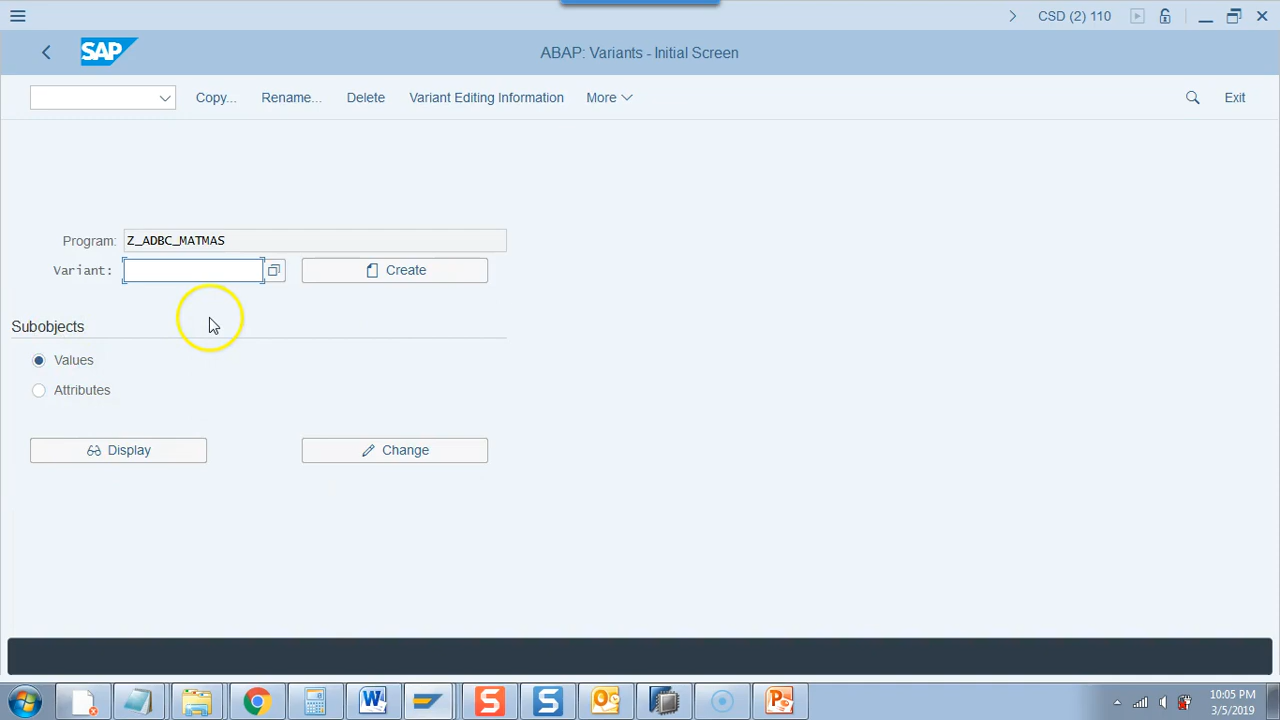 CSD (2) 110
SAP
ABAP: Variants - Initial Screen
Copy... Rename... Delete Variant Editing Information More Exit
Program: Z_ADBC_MATMAS
Variant: Create
Subobjects
Values
Attributes
Display Change
W S S P
10:05 PM
3/5/2019